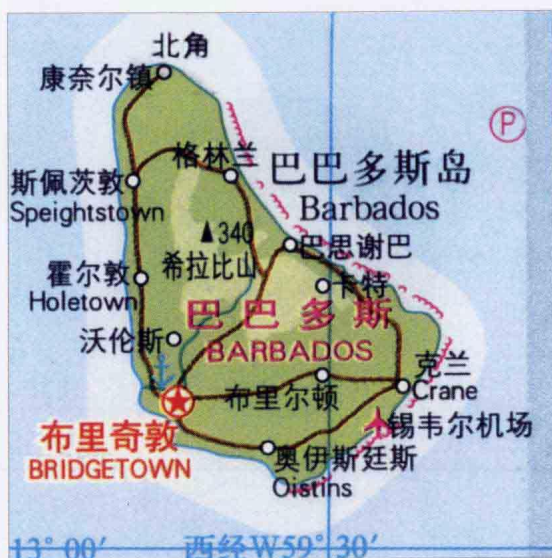 北角
康奈尔镇
P
格林兰
巴巴多斯岛
斯佩茨敦
Speightstown
Barbados
340
巴思谢巴
希拉比山
霍尔敦
卡特
Holetown
巴巴多斯
沃伦斯
BARBADOS
克兰
布里尔顿
Crane
锡韦尔机场
布里奇敦
奥伊斯廷斯
BRIDGETOWN
Oistins
13°00′
西经W59°30′